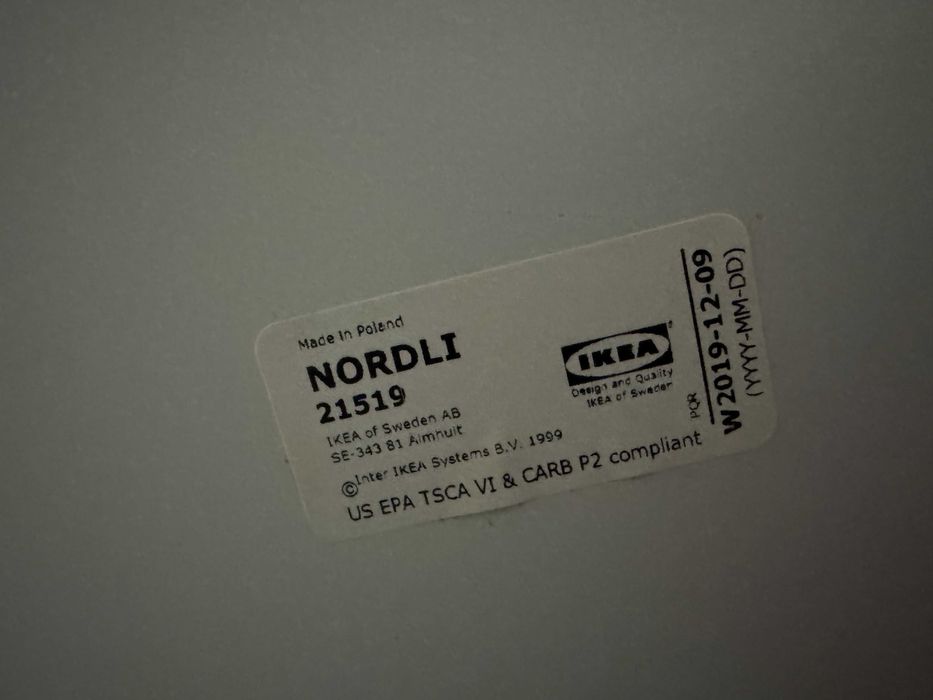 Made in Poland
NORDLI
21519
IKEA of Sweden AB
SE-343 81 Älmhult
© Inter IKEA Systems B.V. 1999
US EPA TSCA VI & CARB P2 compliant
IKEA®
Design and Quality
IKEA of Sweden
PQR
W2019-12-09
(YYYY-MM-DD)